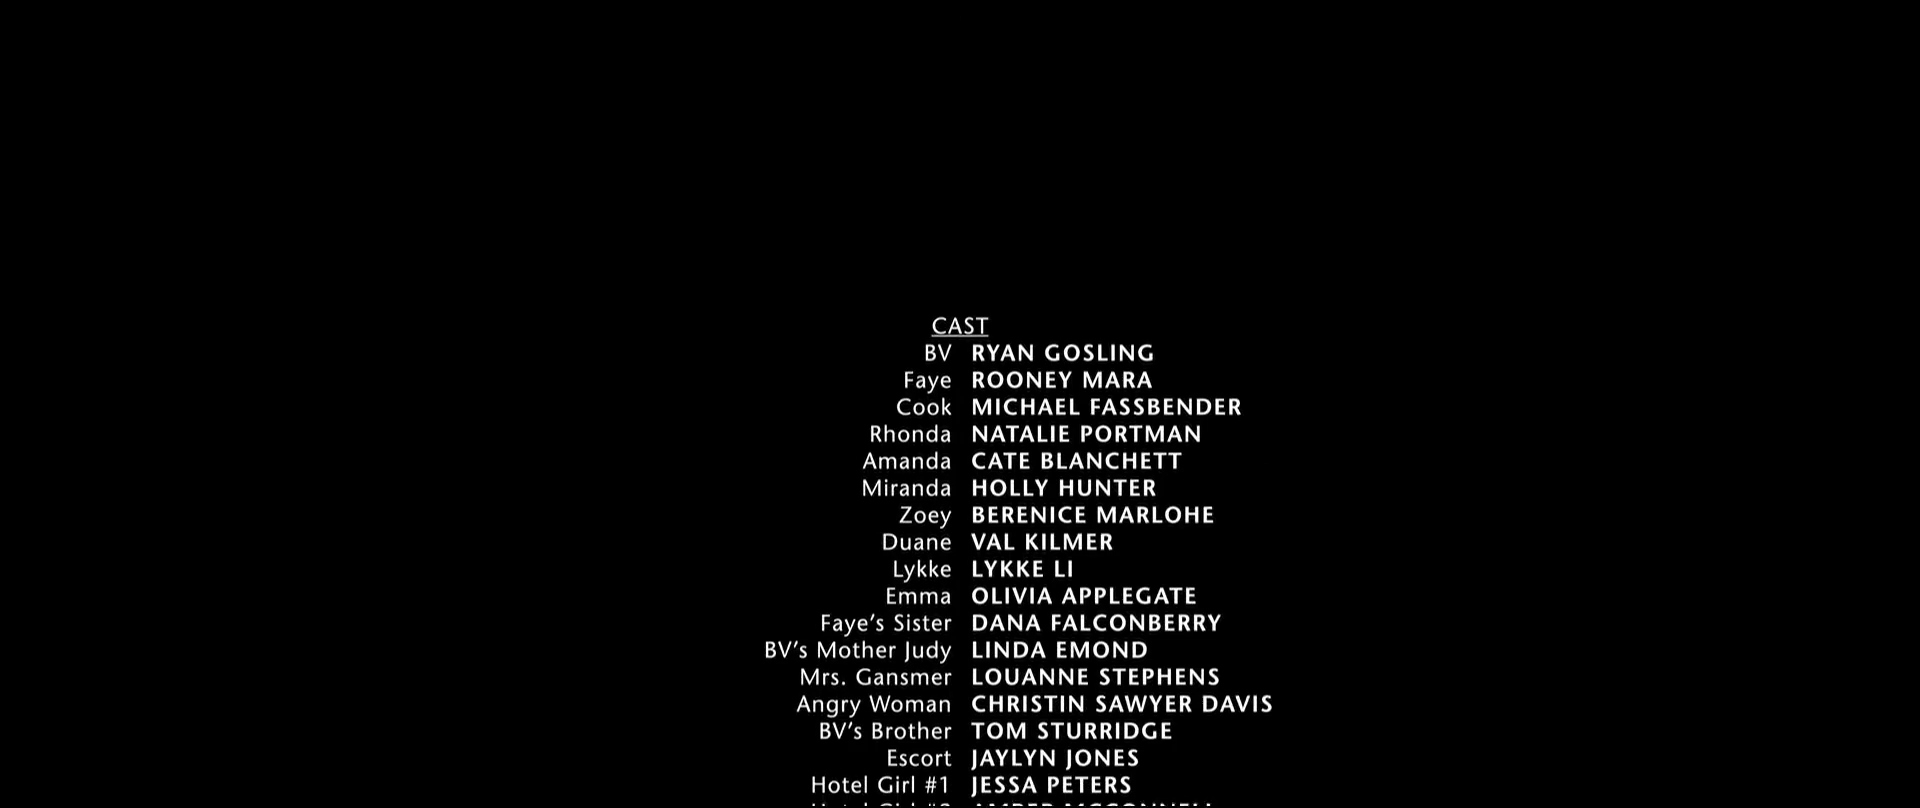 CAST
BV RYAN GOSLING
Faye ROONEY MARA
Cook MICHAEL FASSBENDER
Rhonda NATALIE PORTMAN
Amanda CATE BLANCHETT
Miranda HOLLY HUNTER
Zoey BERENICE MARLOHE
Duane VAL KILMER
Lykke LYKKE LI
Emma OLIVIA APPLEGATE
Faye’s Sister DANA FALCONBERRY
BV’s Mother Judy LINDA EMOND
Mrs. Gansmer LOUANNE STEPHENS
Angry Woman CHRISTIN SAWYER DAVIS
BV’s Brother TOM STURRIDGE
Escort JAYLYN JONES
Hotel Girl #1 JESSA PETERS